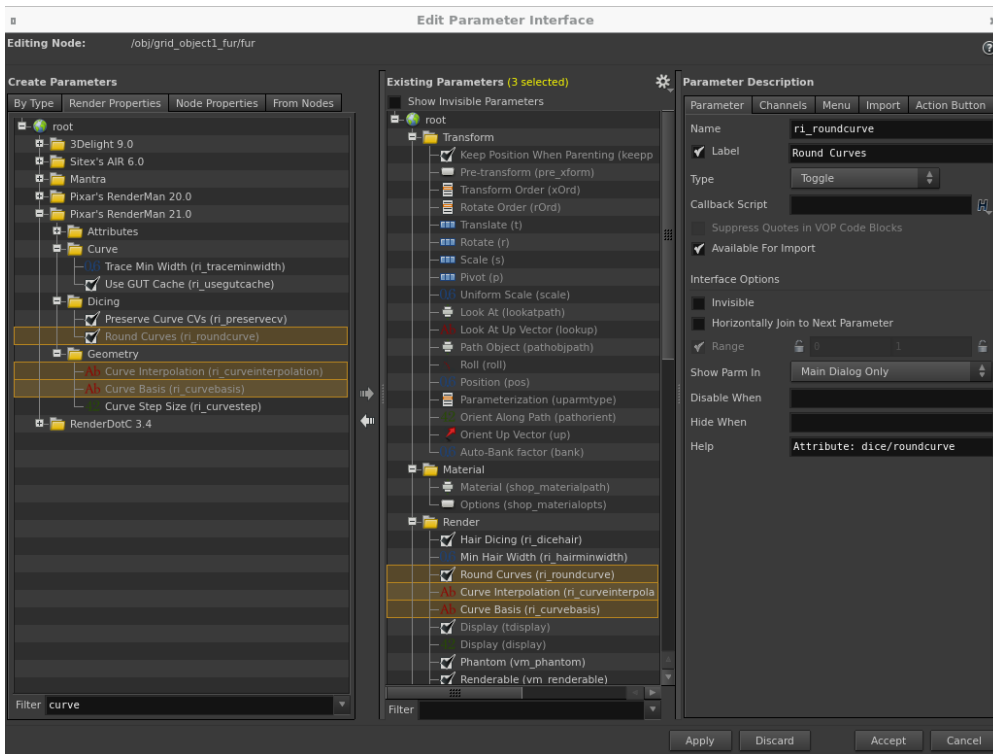 Edit Parameter Interface
Editing Node: /obj/grid_object1_fur/fur
Create Parameters
By Type Render Properties Node Properties From Nodes
root
3Delight 9.0
Sitex's AIR 6.0
Mantra
Pixar's RenderMan 20.0
Pixar's RenderMan 21.0
Attributes
Curve
Trace Min Width (ri_traceminwidth)
Use GUT Cache (ri_usegutcache)
Dicing
Preserve Curve CVs (ri_preservecv)
Round Curves (ri_roundcurve)
Geometry
Ab Curve Interpolation (ri_curveinterpolation)
Ab Curve Basis (ri_curvebasis)
Curve Step Size (ri_curvestep)
RenderDotC 3.4
Filter curve
Existing Parameters (3 selected)
Show Invisible Parameters
root
Transform
Keep Position When Parenting (keepp
Pre-transform (pre_xform)
Transform Order (xOrd)
Rotate Order (rOrd)
Translate (t)
Rotate (r)
Scale (s)
Pivot (p)
Uniform Scale (scale)
Look At (lookatpath)
Look At Up Vector (lookup)
Path Object (pathobjpath)
Roll (roll)
Position (pos)
Parameterization (uparmtype)
Orient Along Path (pathorient)
Orient Up Vector (up)
Auto-Bank factor (bank)
Material
Material (shop_materialpath)
Options (shop_materialopts)
Render
Hair Dicing (ri_dicehair)
Min Hair Width (ri_hairminwidth)
Round Curves (ri_roundcurve)
Ab Curve Interpolation (ri_curveinterpola
Ab Curve Basis (ri_curvebasis)
Display (tdisplay)
Display (display)
Phantom (vm_phantom)
Renderable (vm_renderable)
Filter
Parameter Description
Parameter Channels Menu Import Action Button
Name ri_roundcurve
Label Round Curves
Type Toggle
Callback Script
Suppress Quotes in VOP Code Blocks
Available For Import
Interface Options
Invisible
Horizontally Join to Next Parameter
Range 0 1
Show Parm In Main Dialog Only
Disable When
Hide When
Help Attribute: dice/roundcurve
Apply Discard Accept Cancel